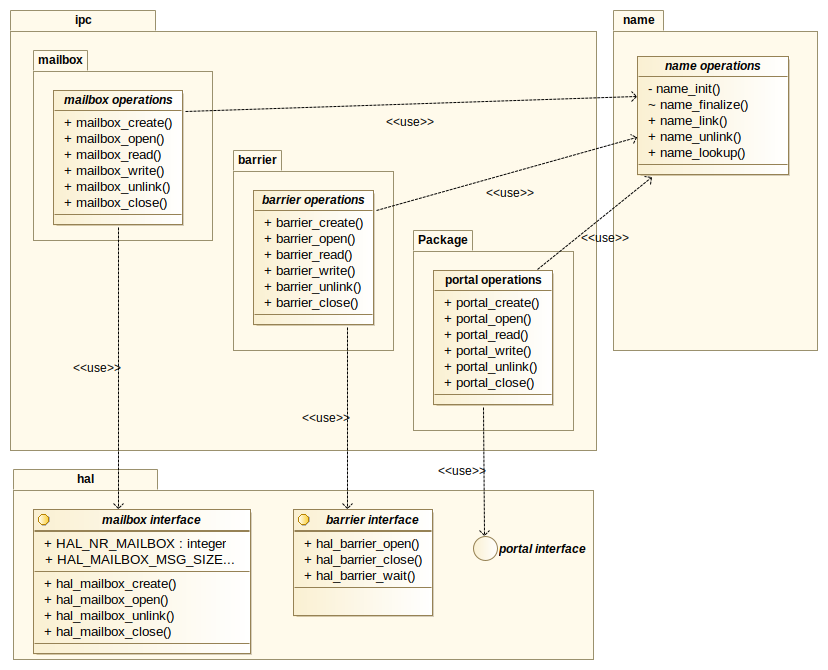 ipc
name
mailbox
mailbox operations
+ mailbox_create()
+ mailbox_open()
+ mailbox_read()
+ mailbox_write()
+ mailbox_unlink()
+ mailbox_close()
name operations
- name_init()
~ name_finalize()
+ name_link()
+ name_unlink()
+ name_lookup()
<<use>>
barrier
barrier operations
+ barrier_create()
+ barrier_open()
+ barrier_read()
+ barrier_write()
+ barrier_unlink()
+ barrier_close()
<<use>>
Package
portal operations
+ portal_create()
+ portal_open()
+ portal_read()
+ portal_write()
+ portal_unlink()
+ portal_close()
<<use>>
<<use>>
<<use>>
<<use>>
hal
mailbox interface
+ HAL_NR_MAILBOX : integer
+ HAL_MAILBOX_MSG_SIZE...
+ hal_mailbox_create()
+ hal_mailbox_open()
+ hal_mailbox_unlink()
+ hal_mailbox_close()
barrier interface
+ hal_barrier_open()
+ hal_barrier_close()
+ hal_barrier_wait()
portal interface